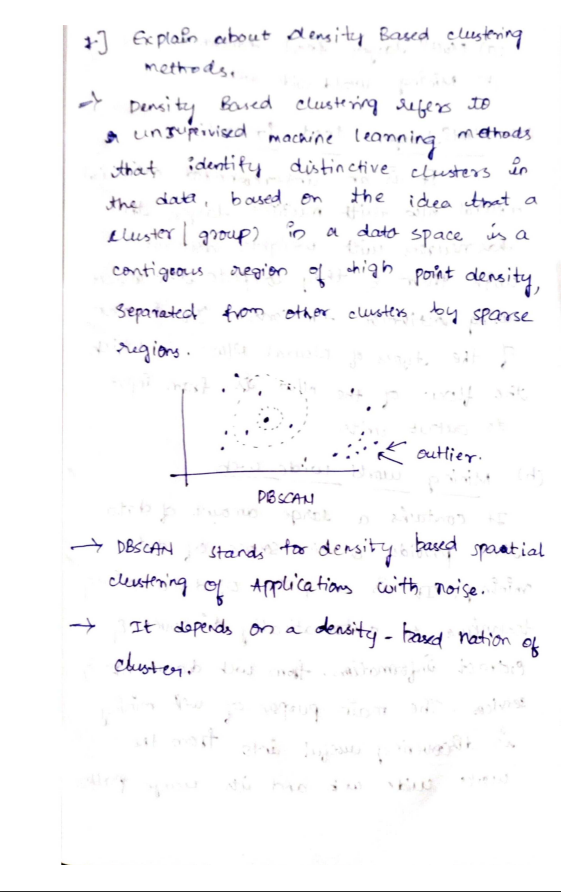 1.] Explain about density Based clustering
methods.
→ Density Based clustering refers to
a unsupervised machine learning methods
that identify distinctive clusters in
the data, based on the idea that a
cluster | group) in a data space is a
contigeous region of high point density,
Separated from other clusters by sparse
regions.
outlier.
DBSCAN
→ DBSCAN, stands for density based spaatial
clustering of Applications with noise.
→ It depends on a density - based nation of
cluster.